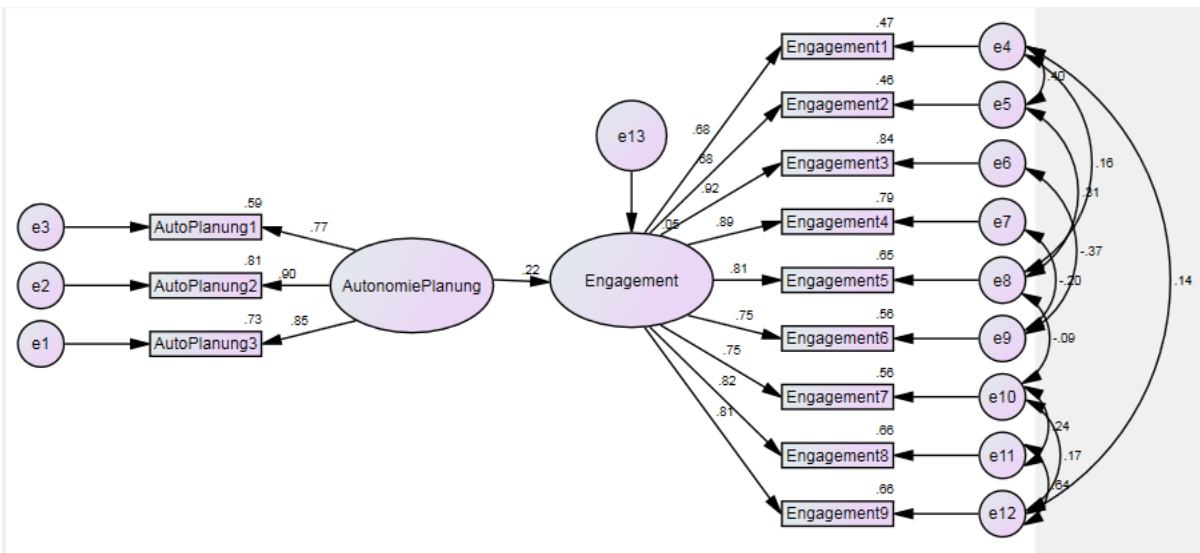 .47
Engagement1
e4
.40
.46
Engagement2
e5
e13
.68
.68
.84
Engagement3
e6
.16
.31
.92
.59
AutoPlanung1
e3
.77
.05
.89
.79
Engagement4
e7
-.37
.81
AutoPlanung2
e2
.90
AutonomiePlanung
.22
Engagement
.81
.65
Engagement5
e8
-.20
.14
.73
AutoPlanung3
e1
.85
.75
.56
Engagement6
e9
-.09
.75
.56
Engagement7
e10
.82
.24
.81
.66
Engagement8
e11
.17
.64
.66
Engagement9
e12